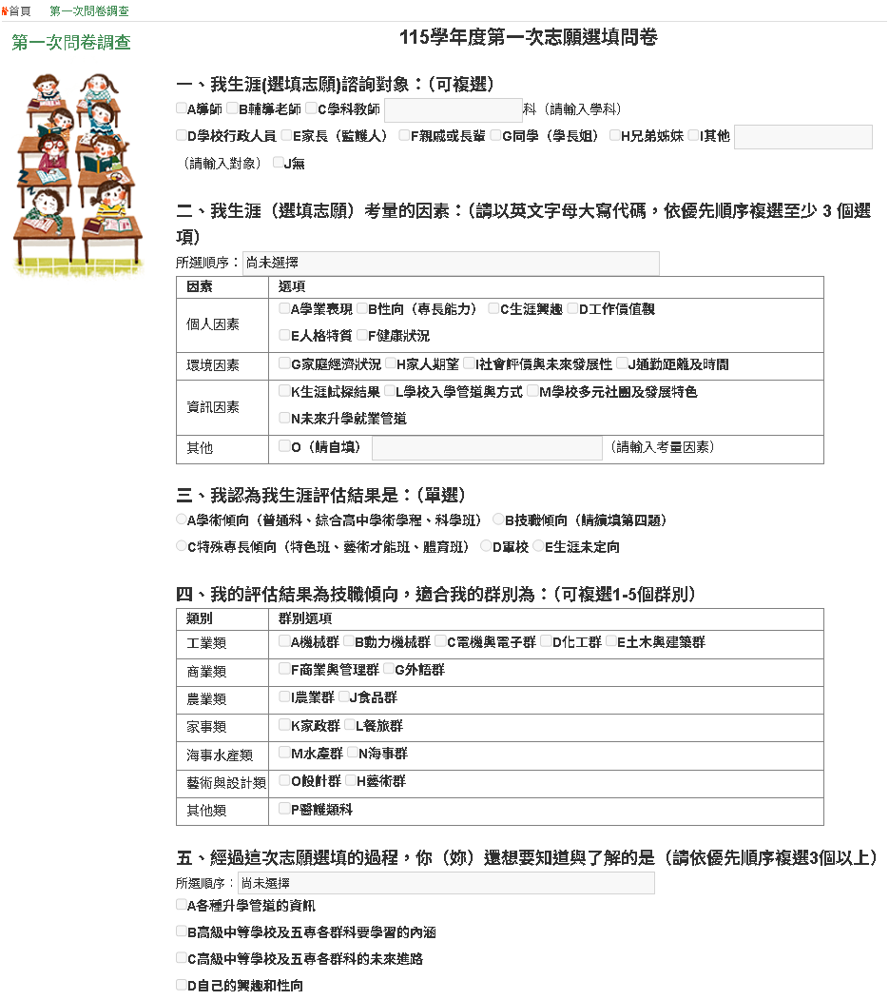 首頁 第一次問卷調查
第一次問卷調查
115學年度第一次志願選填問卷
一、我生涯(選填志願)諮詢對象：(可複選)
A導師 B輔導老師 C學科教師 科（請輸入學科）
D學校行政人員 E家長（監護人） F親戚或長輩 G同學（學長姐） H兄弟姊妹 I其他
（請輸入對象） J無
二、我生涯（選填志願）考量的因素：(請以英文字母大寫代碼，依優先順序複選至少 3 個選
項)
所選順序：尚未選擇
因素 選項
個人因素 A學業表現 B性向（專長能力） C生涯興趣 D工作價值觀
E人格特質 F健康狀況
環境因素 G家庭經濟狀況 H家人期望 I社會評價與未來發展性 J通勤距離及時間
資訊因素 K生涯試探結果 L學校入學管道與方式 M學校多元社團及發展特色
N未來升學就業管道
其他 O（請自填） （請輸入考量因素）
三、我認為我生涯評估結果是：(單選)
A學術傾向（普通科、綜合高中學術學程、科學班） B技職傾向（請續填第四題）
C特殊專長傾向（特色班、藝術才能班、體育班） D軍校 E生涯未定向
四、我的評估結果為技職傾向，適合我的群別為：(可複選1-5個群別)
類別 群別選項
工業類 A機械群 B動力機械群 C電機與電子群 D化工群 E土木與建築群
商業類 F商業與管理群 G外語群
農業類 I農業群 J食品群
家事類 K家政群 L餐旅群
海事水產類 M水產群 N海事群
藝術與設計類 O設計群 H藝術群
其他類 P醫護類科
五、經過這次志願選填的過程，你（妳）還想要知道與了解的是（請依優先順序複選3個以上）
所選順序：尚未選擇
A各種升學管道的資訊
B高級中等學校及五專各群科要學習的內涵
C高級中等學校及五專各群科的未來進路
D自己的興趣和性向